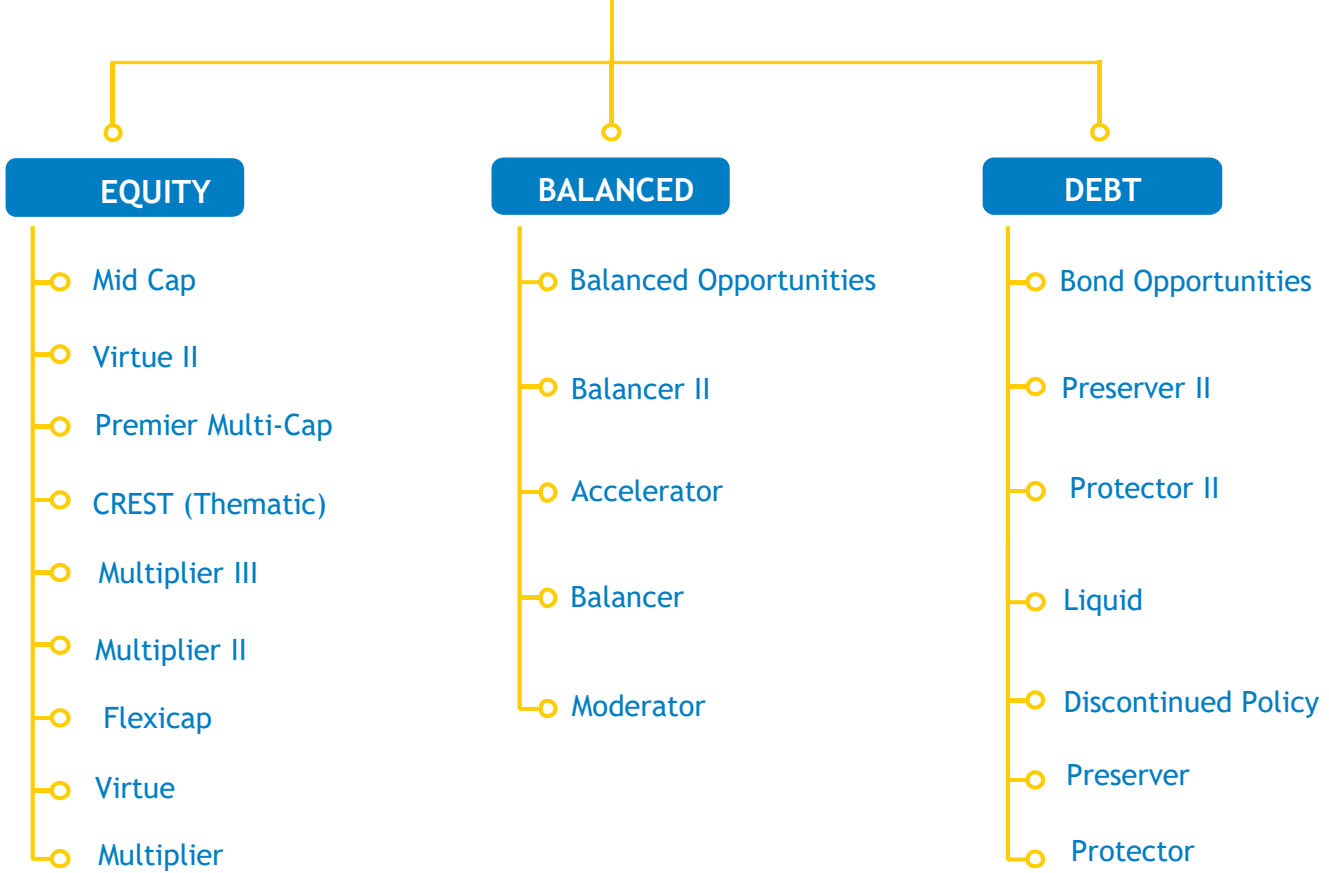 EQUITY
Mid Cap
Virtue II
Premier Multi-Cap
CREST (Thematic)
Multiplier III
Multiplier II
Flexicap
Virtue
Multiplier
BALANCED
Balanced Opportunities
Balancer II
Accelerator
Balancer
Moderator
DEBT
Bond Opportunities
Preserver II
Protector II
Liquid
Discontinued Policy
Preserver
Protector